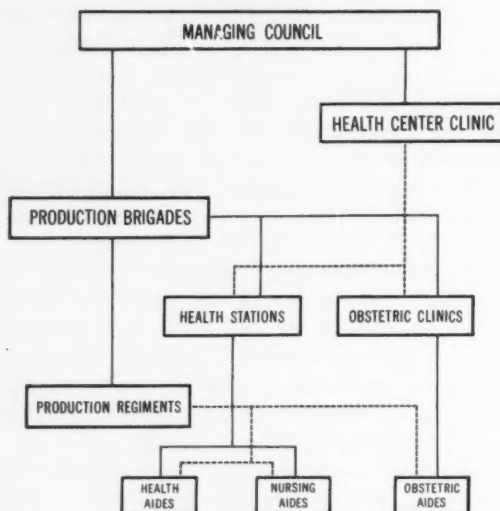 MANAGING COUNCIL
HEALTH CENTER CLINIC
PRODUCTION BRIGADES
HEALTH STATIONS
OBSTETRIC CLINICS
PRODUCTION REGIMENTS
HEALTH
AIDES
NURSING
AIDES
OBSTETRIC
AIDES